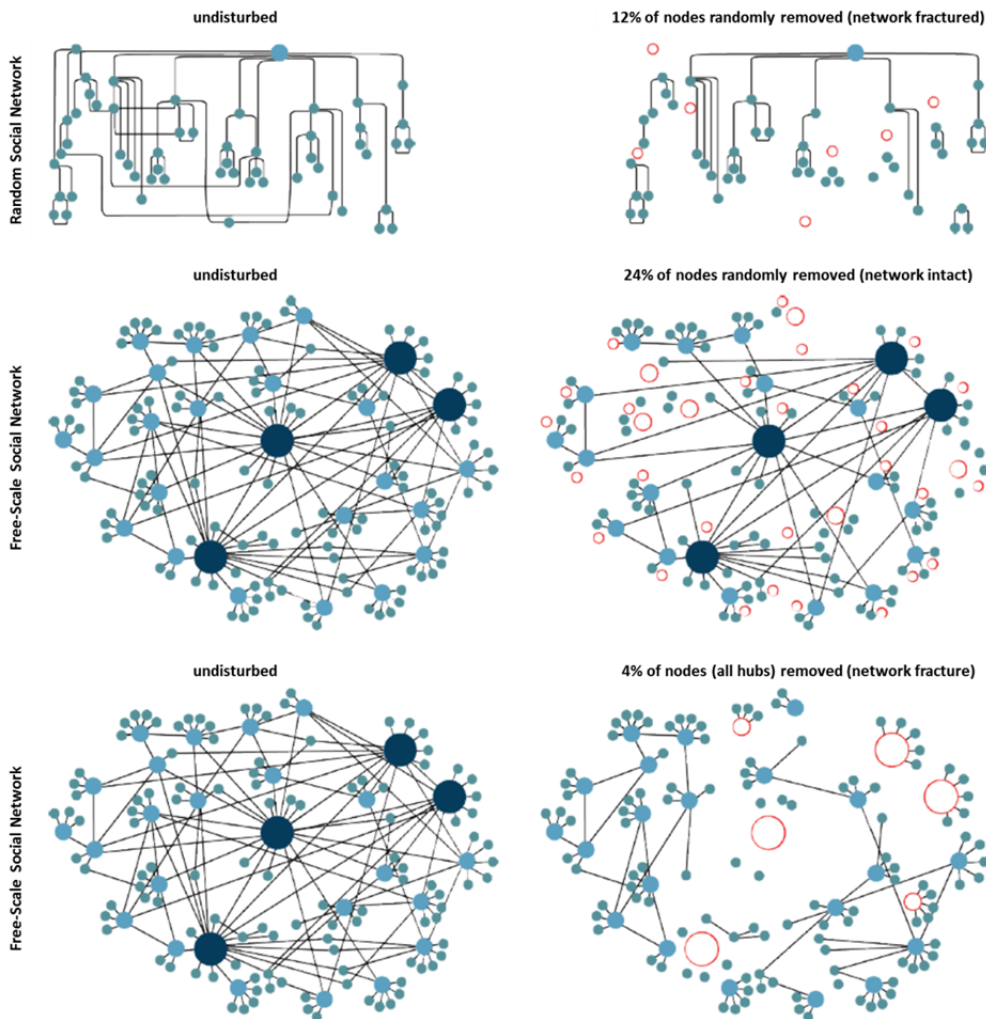 undisturbed
12% of nodes randomly removed (network fractured)
Random Social Network
undisturbed
24% of nodes randomly removed (network intact)
Free-Scale Social Network
undisturbed
4% of nodes (all hubs) removed (network fracture)
Free-Scale Social Network